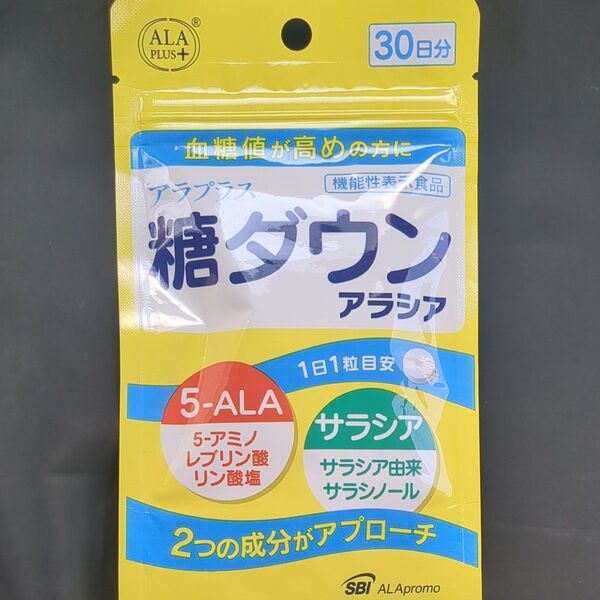 ALA
PLUS+
®
30日分
血糖値が高めの方に
アラプラス
機能性表示食品
糖ダウン
アラシア
1日1粒目安
5-ALA
5-アミノ
レブリン酸
リン酸塩
サラシア
サラシア由来
サラシノール
2つの成分がアプローチ
SBI ALApromo